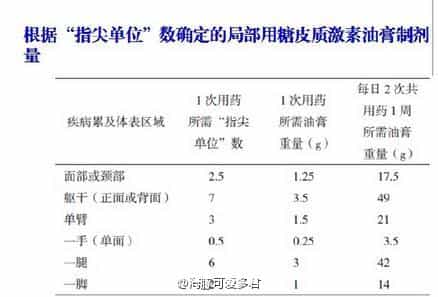 根据“指尖单位”数确定的局部用糖皮质激素油膏制剂
量
疾病累及体表区域 1次用药所需“指尖单位”数 1次用药所需油膏重量(g) 每日2次共用药1周所需油膏重量(g)
面部或颈部 2.5 1.25 17.5
躯干(正面或背面) 7 3.5 49
单臂 3 1.5 21
一手(单面) 0.5 0.25 3.5
一腿 6 3 42
一脚 1 14
可爱多君